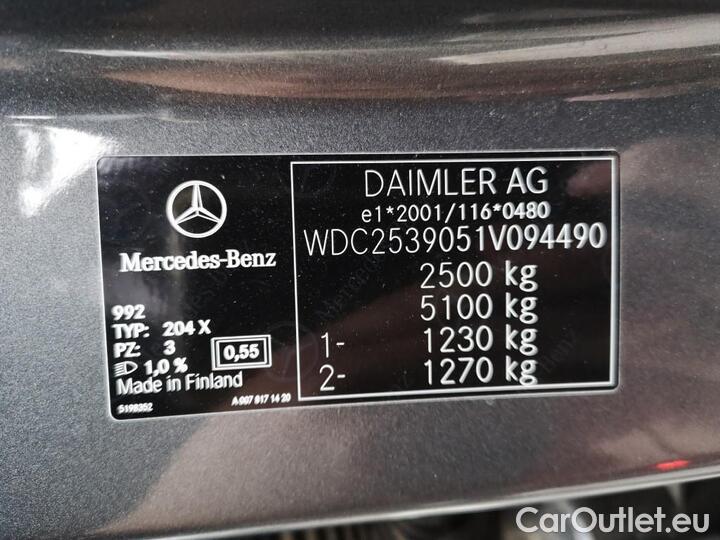 Mercedes-Benz
992
TYP: 204 X
PZ: 3
1,0 %
0,55
Made in Finland
5198352
A 007 817 14 20
DAIMLER AG
e1*2001/116*0480
WDC2539051V094490
2500 kg
5100 kg
1- 1230 kg
2- 1270 kg
CarOutlet.eu